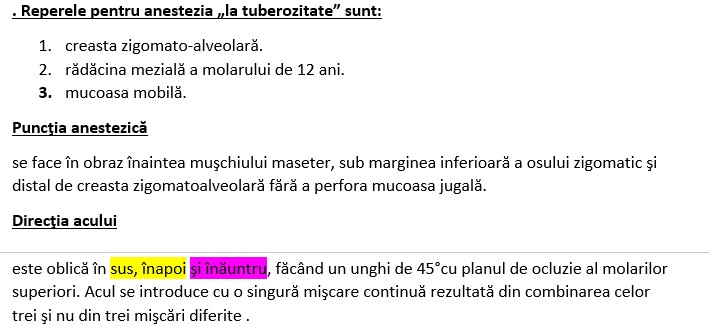 . Reperele pentru anestezia „la tuberozitate” sunt:
1. creasta zigomato-alveolară.
2. rădăcina mezială a molarului de 12 ani.
3. mucoasa mobilă.
Puncţia anestezică
se face în obraz înaintea muşchiului maseter, sub marginea inferioară a osului zigomatic şi
distal de creasta zigomatoalveolară fără a perfora mucoasa jugală.
Direcţia acului
este oblică în sus, înapoi şi înăuntru, făcând un unghi de 45°cu planul de ocluzie al molarilor
superiori. Acul se introduce cu o singură mişcare continuă rezultată din combinarea celor
trei şi nu din trei mişcări diferite .